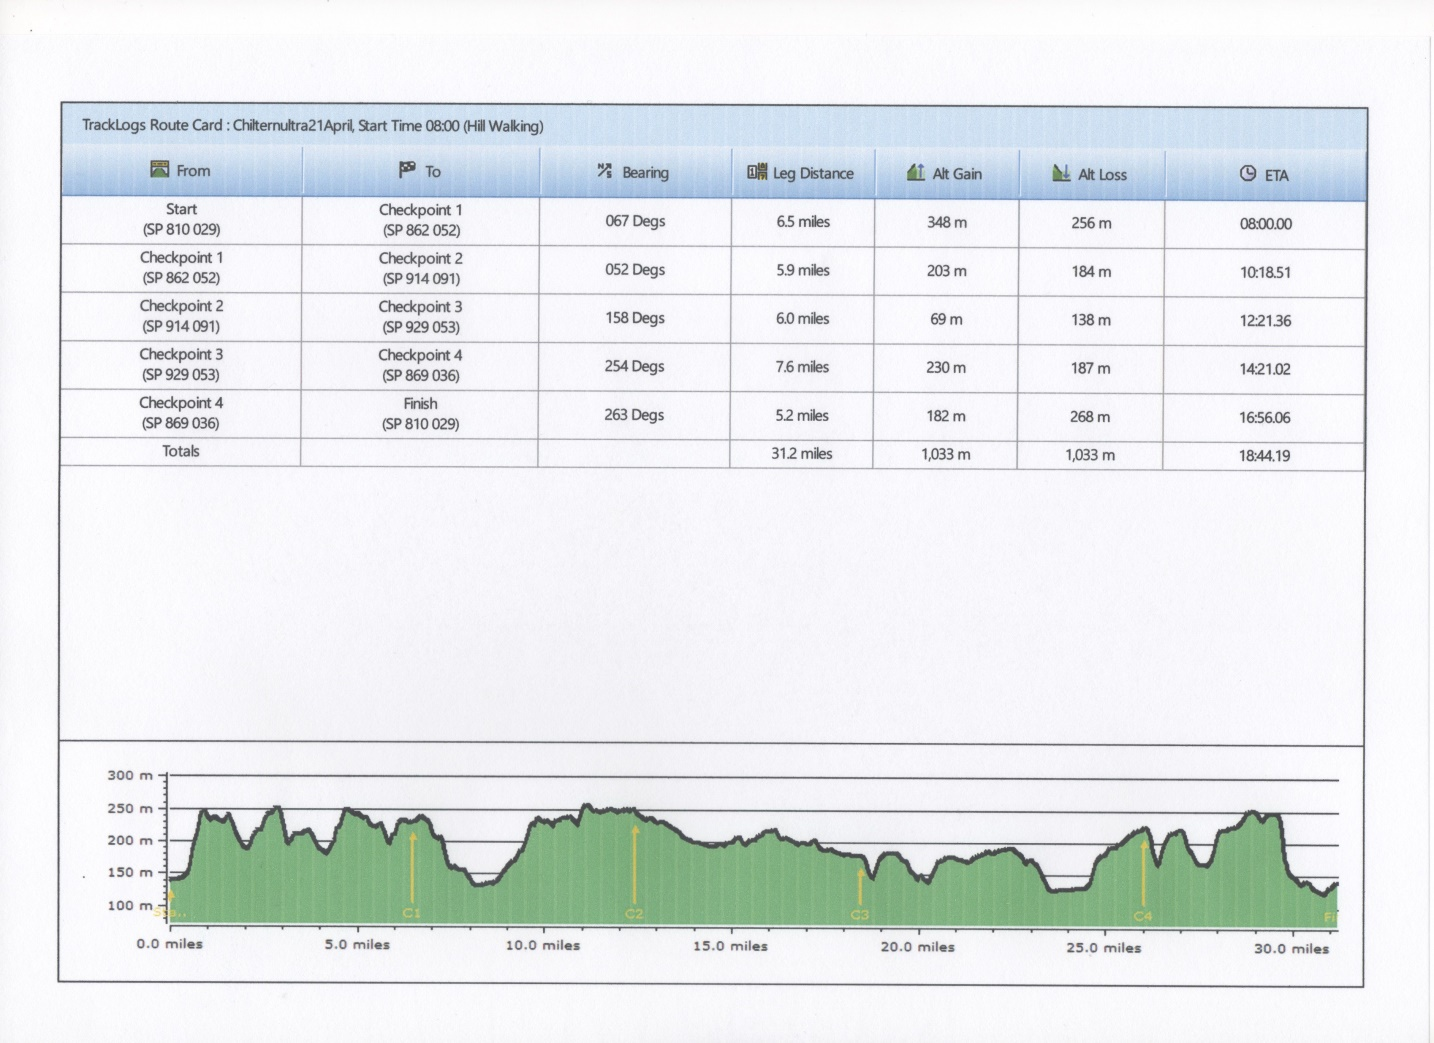 TrackLogs Route Card : Chilternultra21April, Start Time 08:00 (Hill Walking)
From To Bearing Leg Distance Alt Gain Alt Loss ETA
Start Checkpoint 1
(SP 810 029) (SP 862 052) 067 Degs 6.5 miles 348 m 256 m 08:00.00
Checkpoint 1 Checkpoint 2
(SP 862 052) (SP 914 091) 052 Degs 5.9 miles 203 m 184 m 10:18.51
Checkpoint 2 Checkpoint 3
(SP 914 091) (SP 929 053) 158 Degs 6.0 miles 69 m 138 m 12:21.36
Checkpoint 3 Checkpoint 4
(SP 929 053) (SP 869 036) 254 Degs 7.6 miles 230 m 187 m 14:21.02
Checkpoint 4 Finish
(SP 869 036) (SP 810 029) 263 Degs 5.2 miles 182 m 268 m 16:56.06
Totals 31.2 miles 1,033 m 1,033 m 18:44.19
300 m
250 m
200 m
150 m
100 m
Sta.. C1 C2 C3 C4 Fi
0.0 miles 5.0 miles 10.0 miles 15.0 miles 20.0 miles 25.0 miles 30.0 miles